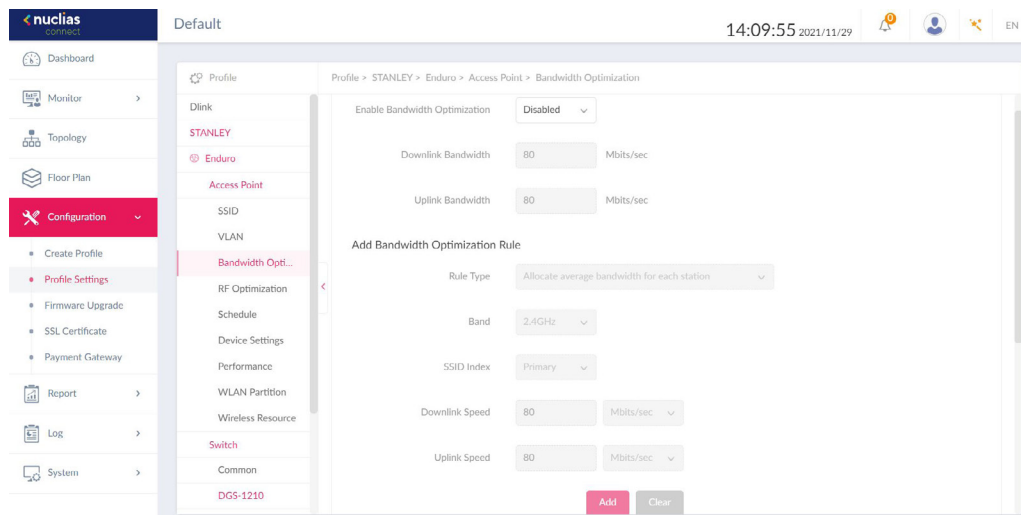 nuclias
connect
Default
14:09:55 2021/11/29
0
EN
Dashboard
Monitor
Topology
Floor Plan
Configuration
Create Profile
Profile Settings
Firmware Upgrade
SSL Certificate
Payment Gateway
Report
Log
System
Profile
Dlink
STANLEY
Enduro
Access Point
SSID
VLAN
Bandwidth Opti...
RF Optimization
Schedule
Device Settings
Performance
WLAN Partition
Wireless Resource
Switch
Common
DGS-1210
Profile > STANLEY > Enduro > Access Point > Bandwidth Optimization
Enable Bandwidth Optimization Disabled
Downlink Bandwidth 80 Mbits/sec
Uplink Bandwidth 80 Mbits/sec
Add Bandwidth Optimization Rule
Rule Type Allocate average bandwidth for each station
Band 2.4GHz
SSID Index Primary
Downlink Speed 80 Mbits/sec
Uplink Speed 80 Mbits/sec
Add Clear